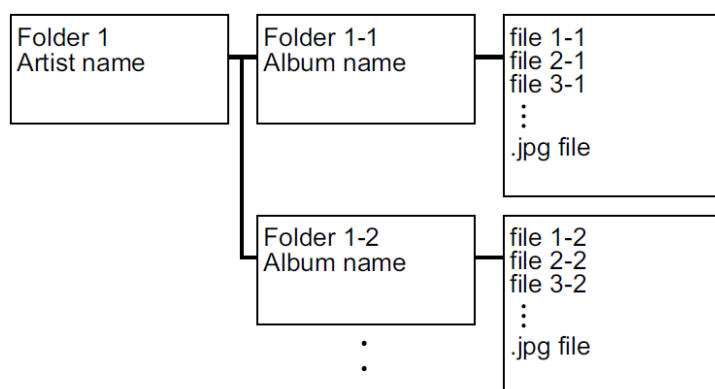 Folder 1
Artist name
Folder 1-1
Album name
file 1-1
file 2-1
file 3-1
⋮
.jpg file
Folder 1-2
Album name
file 1-2
file 2-2
file 3-2
⋮
.jpg file